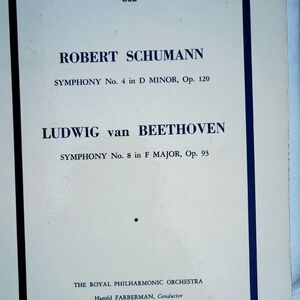 ROBERT SCHUMANN
SYMPHONY No. 4 in D MINOR, Op. 120
LUDWIG van BEETHOVEN
SYMPHONY No. 8 in F MAJOR, Op. 93
THE ROYAL PHILHARMONIC ORCHESTRA
Harold FARBERMAN, Conductor